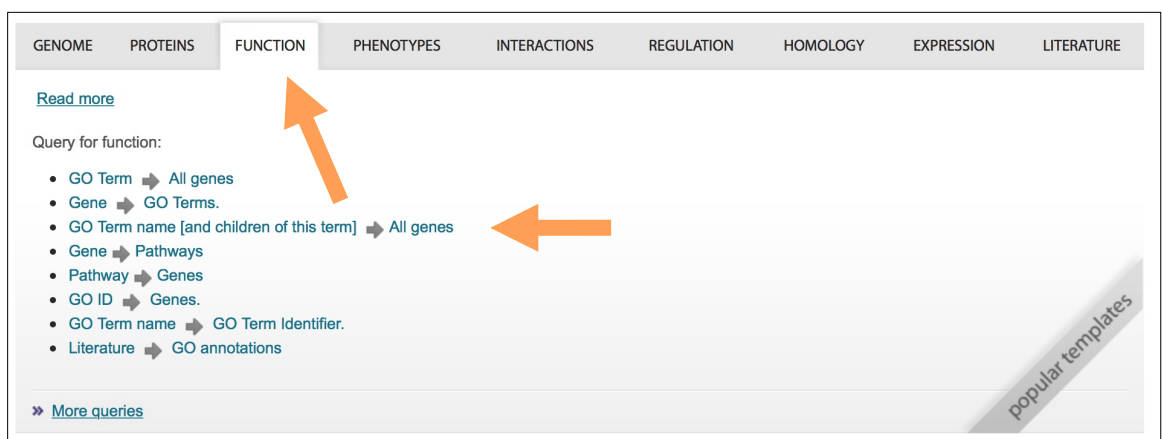 GENOME PROTEINS FUNCTION PHENOTYPES INTERACTIONS REGULATION HOMOLOGY EXPRESSION LITERATURE
Read more
Query for function:
GO Term All genes
Gene GO Terms.
GO Term name [and children of this term] All genes
Gene Pathways
Pathway Genes
GO ID Genes.
GO Term name GO Term Identifier.
Literature GO annotations
» More queries
popular templates